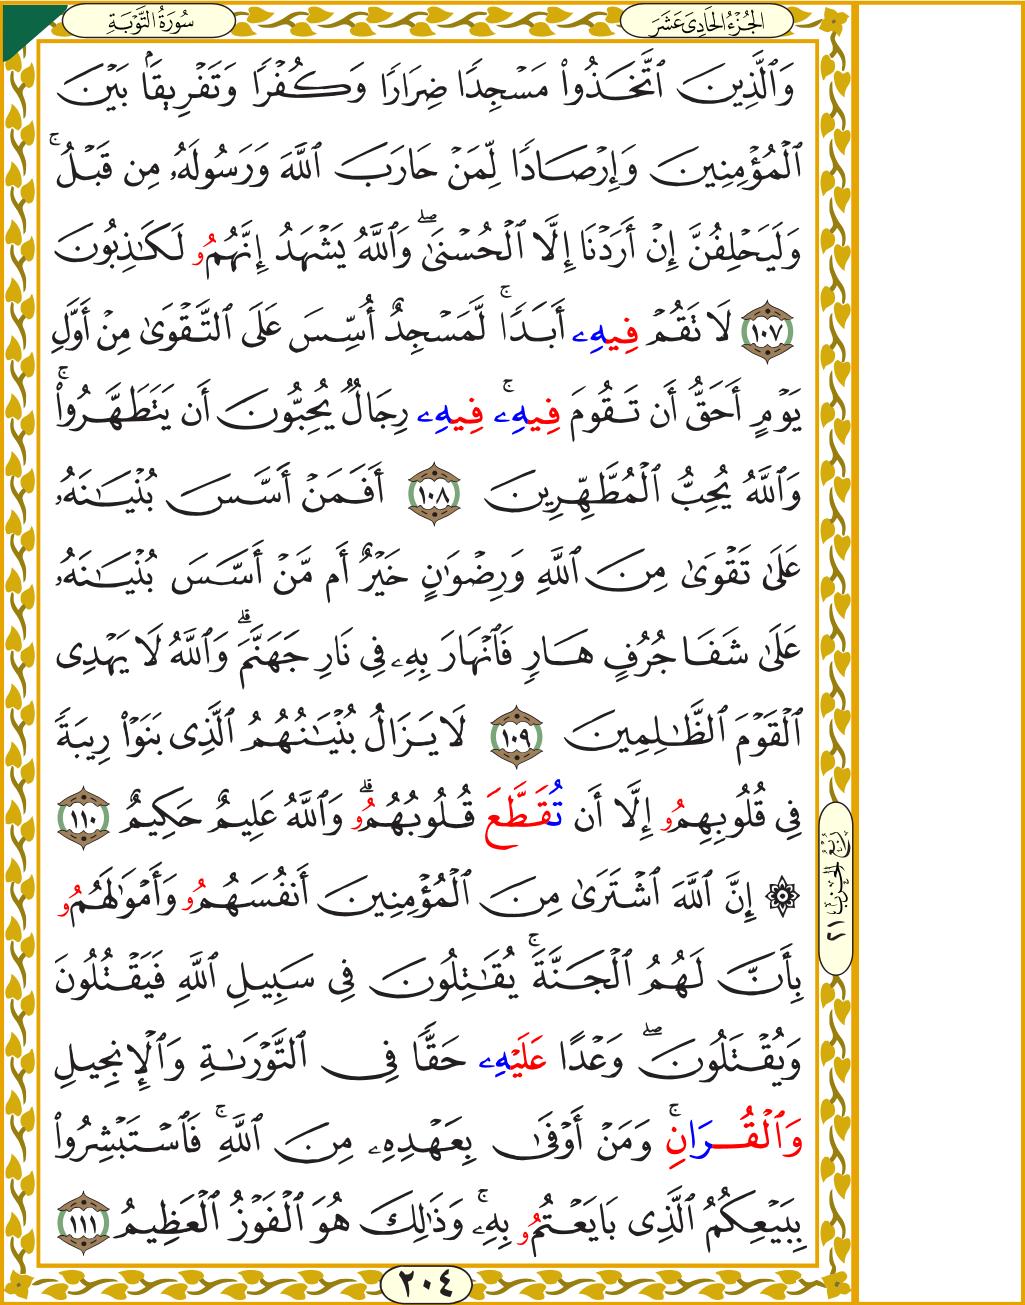 سُورَةُ التَّوْبَةِ
الجُزْءُ الحَادِىَ عَشَرَ
وَٱلَّذِينَ ٱتَّخَذُوا۟ مَسْجِدًا ضِرَارًا وَكُفْرًا وَتَفْرِيقًۢا بَيْنَ
ٱلْمُؤْمِنِينَ وَإِرْصَادًا لِّمَنْ حَارَبَ ٱللَّهَ وَرَسُولَهُۥ مِن قَبْلُ ۚ
وَلَيَحْلِفُنَّ إِنْ أَرَدْنَا إِلَّا ٱلْحُسْنَىٰ ۖ وَٱللَّهُ يَشْهَدُ إِنَّهُمُۥ لَكَـٰذِبُونَ
١٠٧ لَا تَقُمْ فِيهِۦ أَبَدًا ۚ لَّمَسْجِدٌ أُسِّسَ عَلَى ٱلتَّقْوَىٰ مِنْ أَوَّلِ
يَوْمٍ أَحَقُّ أَن تَقُومَ فِيهِۦ ۚ فِيهِۦ رِجَالٌ يُحِبُّونَ أَن يَتَطَهَّرُوا۟ ۚ
وَٱللَّهُ يُحِبُّ ٱلْمُطَّهِّرِينَ ١٠٨ أَفَمَنْ أَسَّسَ بُنْيَـٰنَهُۥ
عَلَىٰ تَقْوَىٰ مِنَ ٱللَّهِ وَرِضْوَٰنٍ خَيْرٌ أَم مَّنْ أَسَّسَ بُنْيَـٰنَهُۥ
عَلَىٰ شَفَا جُرُفٍ هَارٍ فَٱنْهَارَ بِهِۦ فِى نَارِ جَهَنَّمَ ۗ وَٱللَّهُ لَا يَهْدِى
ٱلْقَوْمَ ٱلظَّـٰلِمِينَ ١٠٩ لَا يَزَالُ بُنْيَـٰنُهُمُ ٱلَّذِى بَنَوْا۟ رِيبَةً
فِى قُلُوبِهِمُۥ إِلَّا أَن تُقَطَّعَ قُلُوبُهُمُۥ ۗ وَٱللَّهُ عَلِيمٌ حَكِيمٌ ١١٠
۞ إِنَّ ٱللَّهَ ٱشْتَرَىٰ مِنَ ٱلْمُؤْمِنِينَ أَنفُسَهُمُۥ وَأَمْوَٰلَهُمُۥ
بِأَنَّ لَهُمُ ٱلْجَنَّةَ ۚ يُقَـٰتِلُونَ فِى سَبِيلِ ٱللَّهِ فَيَقْتُلُونَ
وَيُقْتَلُونَ ۖ وَعْدًا عَلَيْهِۦ حَقًّا فِى ٱلتَّوْرَىٰةِ وَٱلْإِنجِيلِ
وَٱلْقُرَانِ ۚ وَمَنْ أَوْفَىٰ بِعَهْدِهِۦ مِنَ ٱللَّهِ ۚ فَٱسْتَبْشِرُوا۟
بِبَيْعِكُمُ ٱلَّذِى بَايَعْتُمُۥ بِهِۦ ۚ وَذَٰلِكَ هُوَ ٱلْفَوْزُ ٱلْعَظِيمُ ١١١
رُبْعُ الحِزْبِ ٢١
٢٠٤